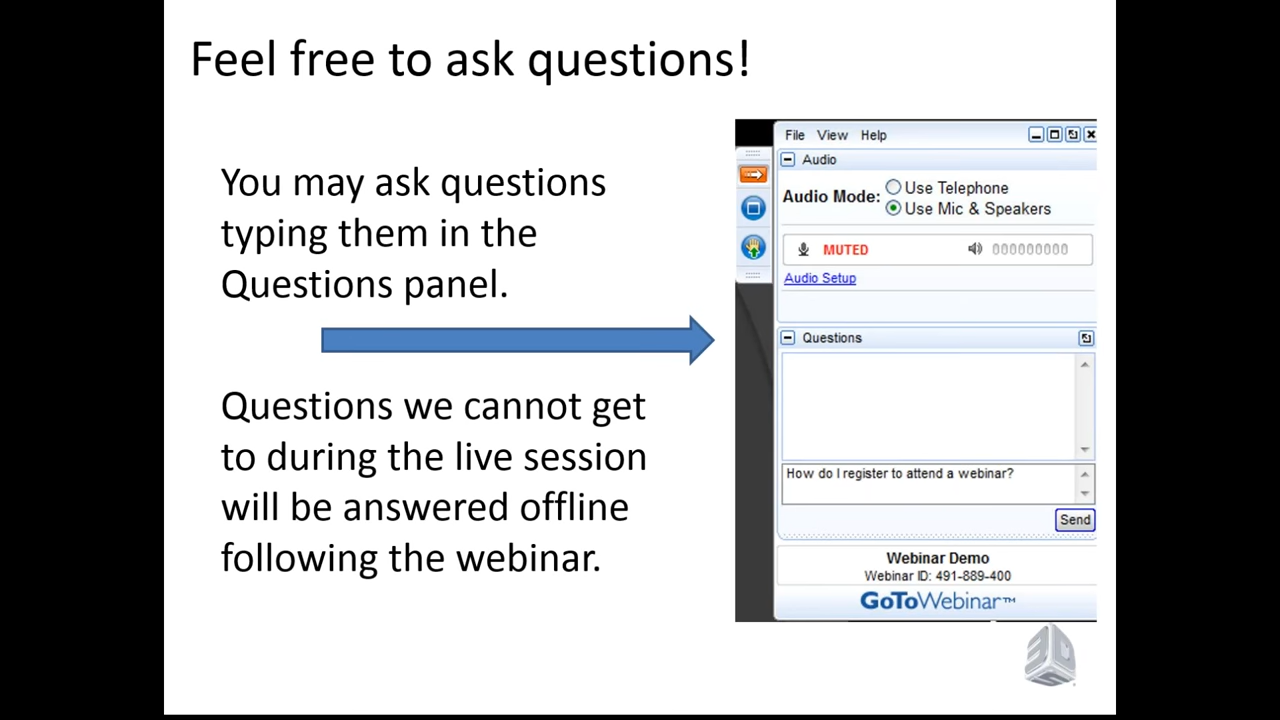 Feel free to ask questions!
You may ask questions
typing them in the
Questions panel.
Questions we cannot get
to during the live session
will be answered offline
following the webinar.
File View Help
Audio
Audio Mode:
Use Telephone
Use Mic & Speakers
MUTED
000000000
Audio Setup
Questions
How do I register to attend a webinar?
Send
Webinar Demo
Webinar ID: 491-889-400
GoToWebinar™
3DS